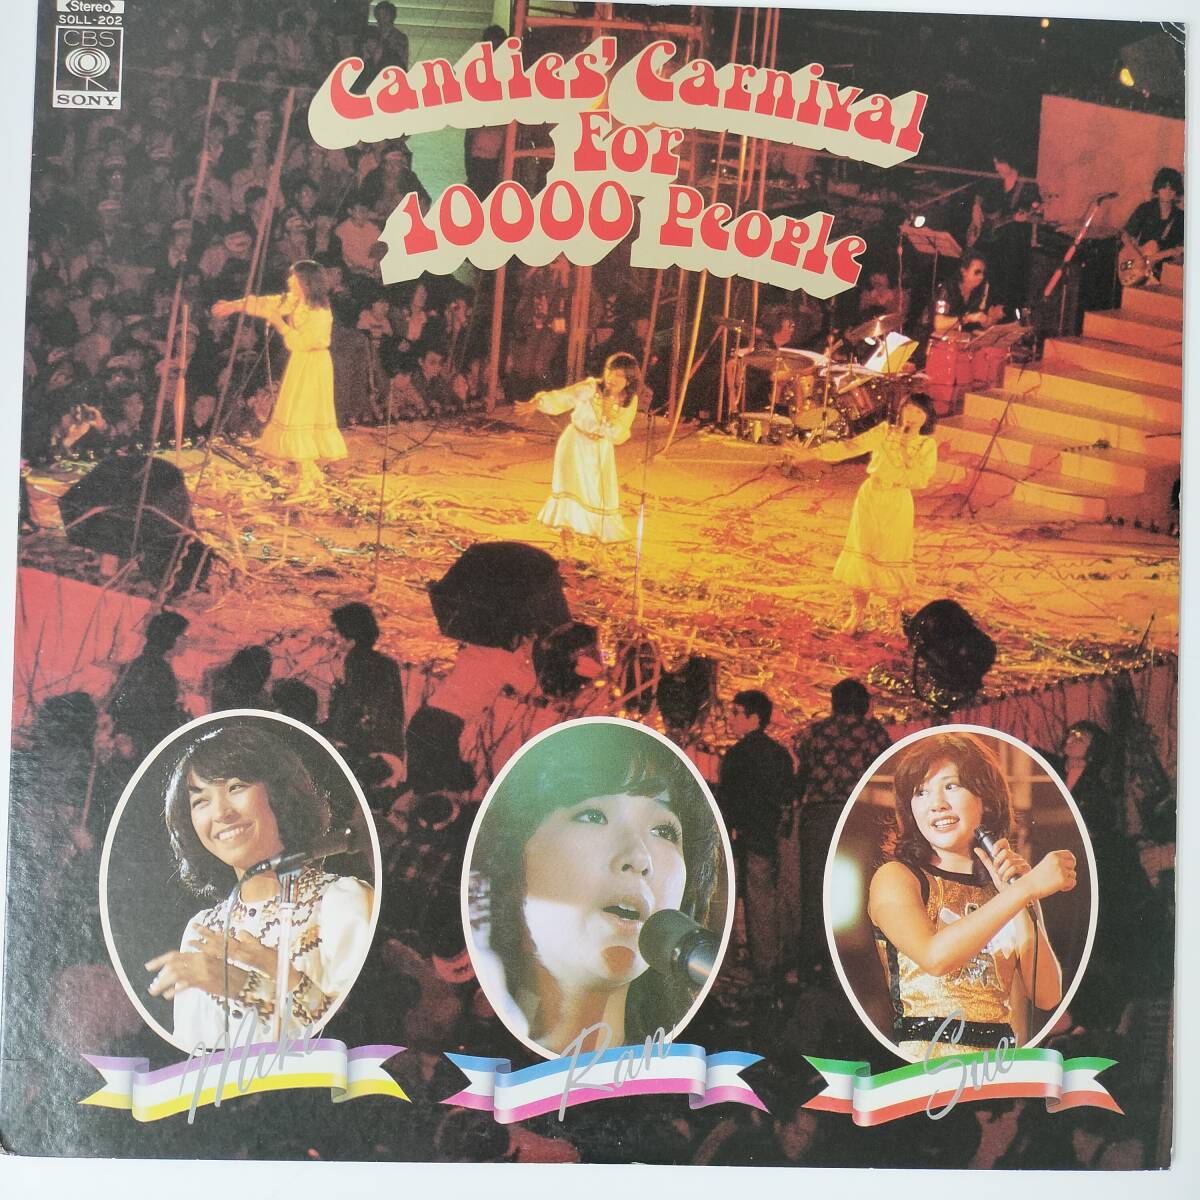 Stereo
SOLL-202
CBS
SONY
Candies' Carnival
For
10000 People
Miki
Ran
Sue